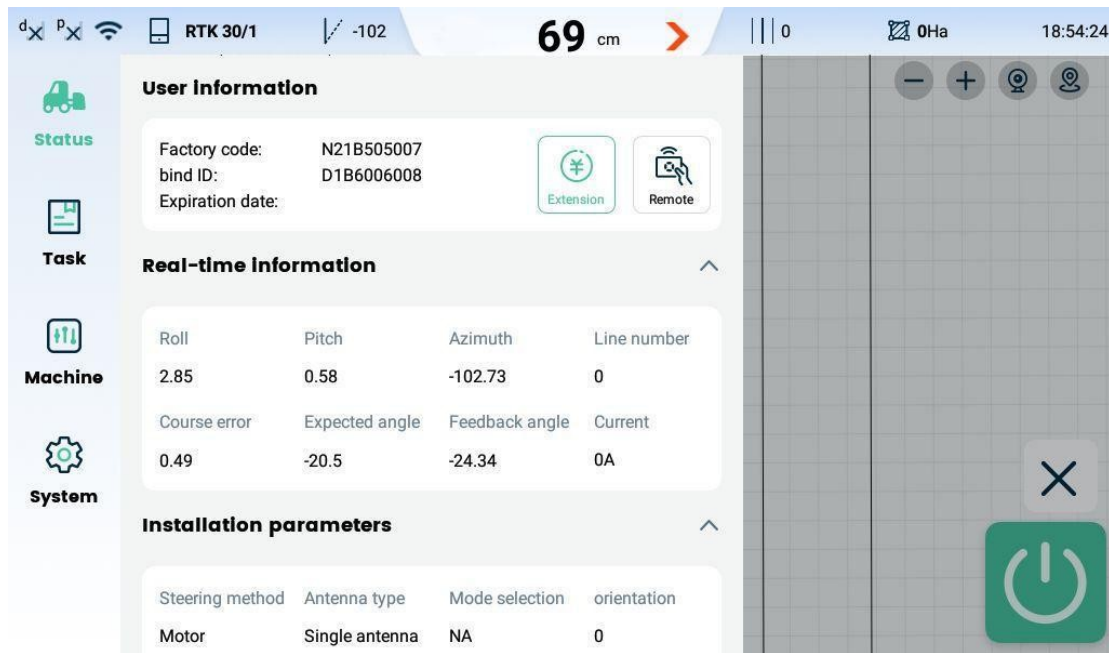 d P RTK 30/1 -102 69 cm 0 0Ha 18:54:24
Status
Task
Machine
System
User information
Factory code: N21B505007
bind ID: D1B6006008
Expiration date:
Extension
Remote
Real-time information
Roll Pitch Azimuth Line number
2.85 0.58 -102.73 0
Course error Expected angle Feedback angle Current
0.49 -20.5 -24.34 0A
Installation parameters
Steering method Antenna type Mode selection orientation
Motor Single antenna NA 0